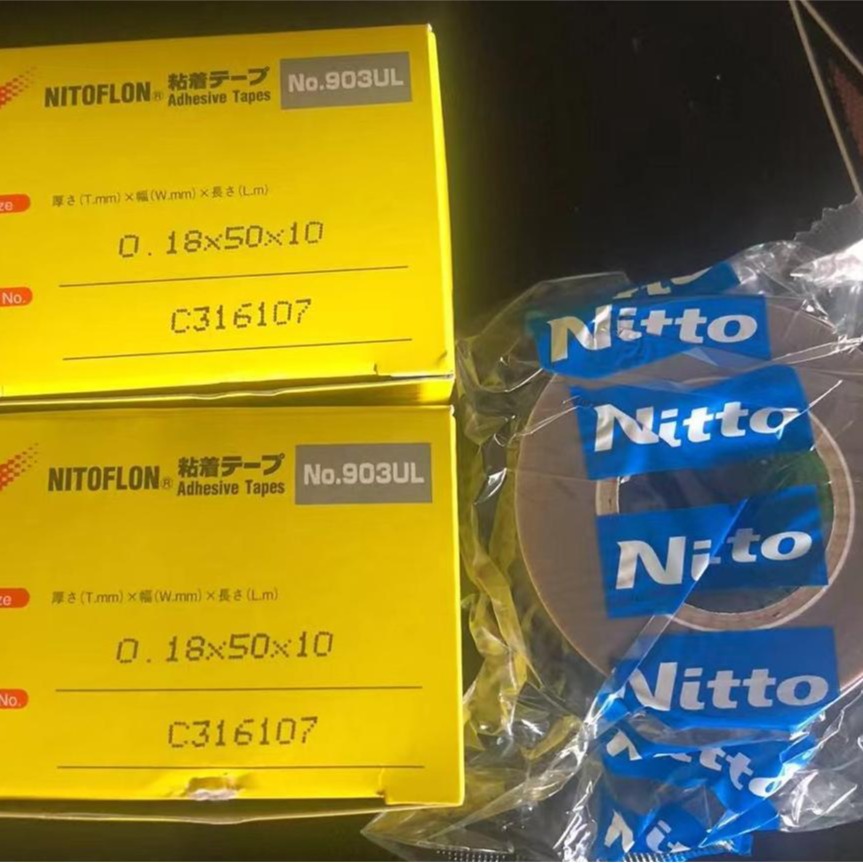 NITOFLON® 粘着テープ No.903UL
Adhesive Tapes
ze 厚さ(T.mm)×幅(W.mm)×長さ(L.m)
0.18×50×10
No.
C316107
NITOFLON® 粘着テープ No.903UL
Adhesive Tapes
ze 厚さ(T.mm)×幅(W.mm)×長さ(L.m)
0.18×50×10
No.
C316107
Nitto
Nitto
Nitto
Nitto
Nitto